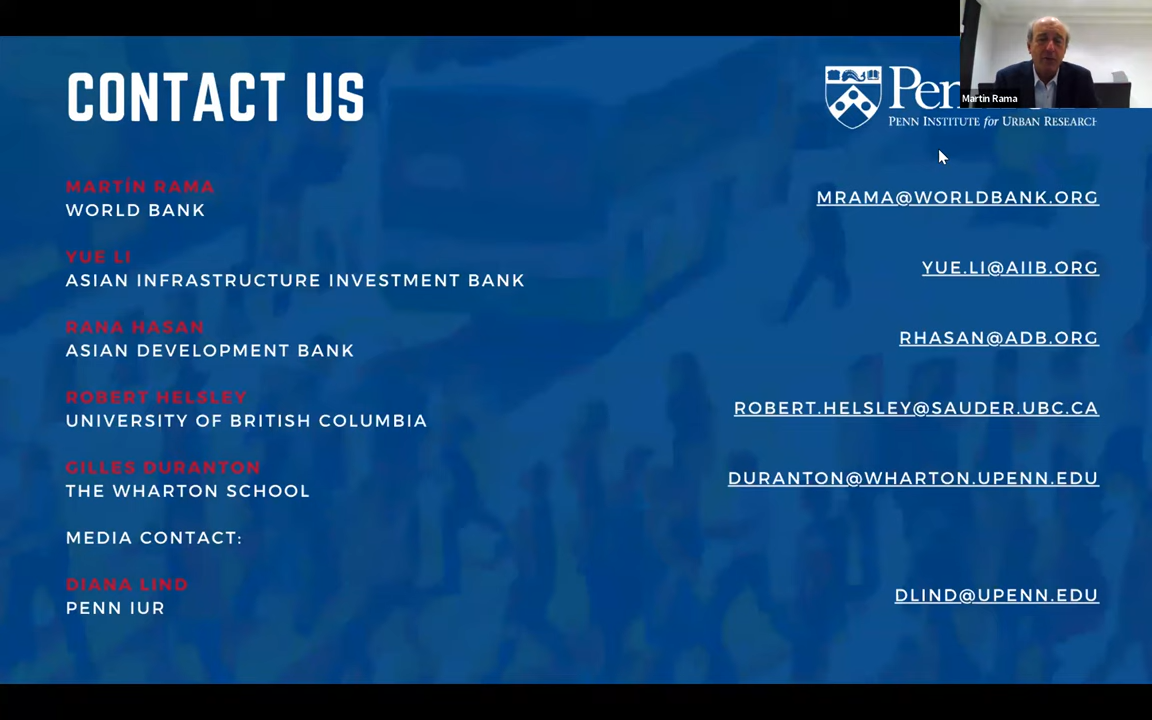 CONTACT US
Pen
PENN INSTITUTE for URBAN RESEARCH
Martin Rama
MARTÍN RAMA
WORLD BANK
MRAMA@WORLDBANK.ORG
YUE LI
ASIAN INFRASTRUCTURE INVESTMENT BANK
YUE.LI@AIIB.ORG
RANA HASAN
ASIAN DEVELOPMENT BANK
RHASAN@ADB.ORG
ROBERT HELSLEY
UNIVERSITY OF BRITISH COLUMBIA
ROBERT.HELSLEY@SAUDER.UBC.CA
GILLES DURANTON
THE WHARTON SCHOOL
DURANTON@WHARTON.UPENN.EDU
MEDIA CONTACT:
DIANA LIND
PENN IUR
DLIND@UPENN.EDU